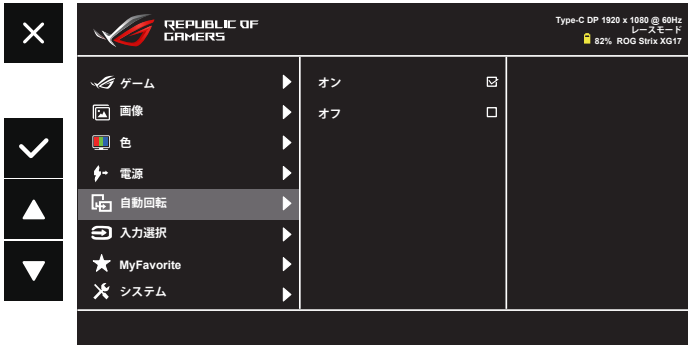 REPUBLIC OF
GAMERS
Type-C DP 1920 x 1080 @ 60Hz
レースモード
82% ROG Strix XG17
ゲーム
オン
画像
オフ
色
電源
自動回転
入力選択
MyFavorite
システム